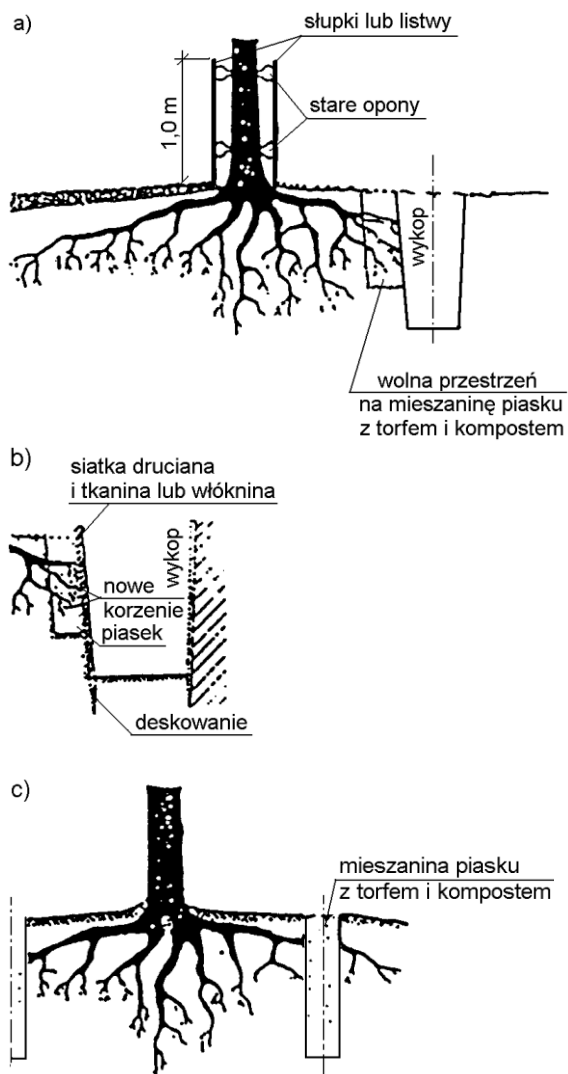 a)
słupki lub listwy
stare opony
1,0 m
wykop
wolna przestrzeń
na mieszaninę piasku
z torfem i kompostem
b)
siatka druciana
i tkanina lub włóknina
wykop
nowe
korzenie
piasek
deskowanie
c)
mieszanina piasku
z torfem i kompostem